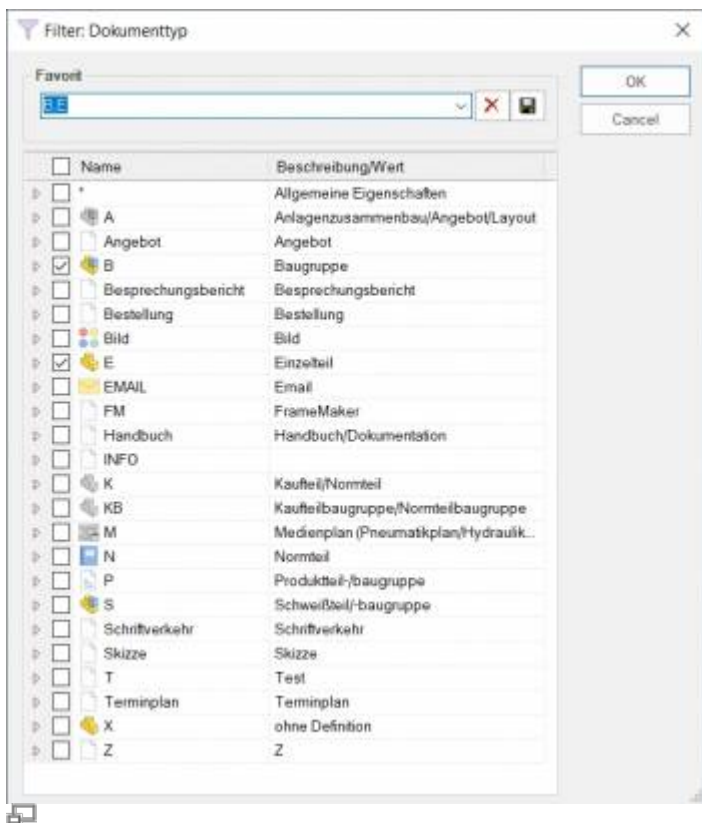 Filter: Dokumenttyp
Favorit
B;E
OK
Cancel
Name Beschreibung/Wert
* Allgemeine Eigenschaften
A Anlagenzusammenbau/Angebot/Layout
Angebot Angebot
B Baugruppe
Besprechungsbericht Besprechungsbericht
Bestellung Bestellung
Bild Bild
E Einzelteil
EMAIL Email
FM FrameMaker
Handbuch Handbuch/Dokumentation
INFO
K Kaufteil/Normteil
KB Kaufteilbaugruppe/Normteilbaugruppe
M Medienplan (Pneumatikplan/Hydraulik...
N Normteil
P Produktteil-/baugruppe
S Schweißteil/-baugruppe
Schriftverkehr Schriftverkehr
Skizze Skizze
T Test
Terminplan Terminplan
X ohne Definition
Z Z